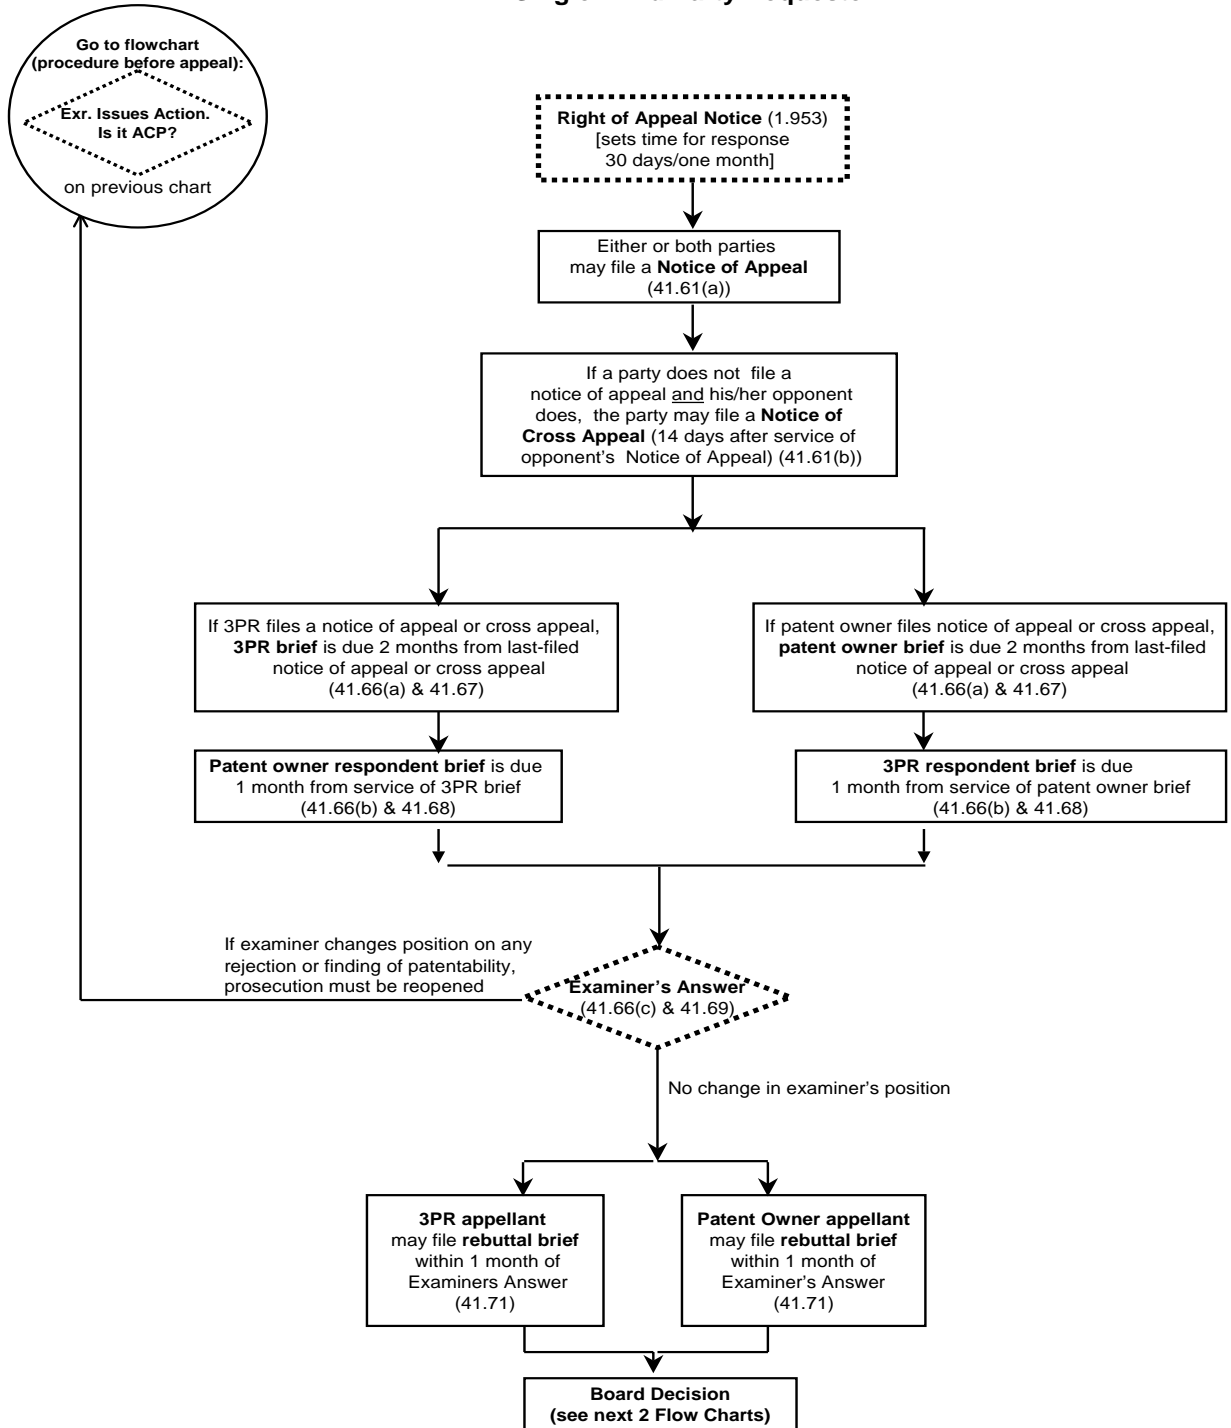 Go to flowchart
(procedure before appeal):
Exr. Issues Action.
Is it ACP?
on previous chart
Right of Appeal Notice (1.953)
[sets time for response
30 days/one month]
Either or both parties
may file a Notice of Appeal
(41.61(a))
If a party does not file a
notice of appeal and his/her opponent
does, the party may file a Notice of
Cross Appeal (14 days after service of
opponent's Notice of Appeal) (41.61(b))
If 3PR files a notice of appeal or cross appeal,
3PR brief is due 2 months from last-filed
notice of appeal or cross appeal
(41.66(a) & 41.67)
If patent owner files notice of appeal or cross appeal,
patent owner brief is due 2 months from last-filed
notice of appeal or cross appeal
(41.66(a) & 41.67)
Patent owner respondent brief is due
1 month from service of 3PR brief
(41.66(b) & 41.68)
3PR respondent brief is due
1 month from service of patent owner brief
(41.66(b) & 41.68)
If examiner changes position on any
rejection or finding of patentability,
prosecution must be reopened
Examiner's Answer
(41.66(c) & 41.69)
No change in examiner's position
3PR appellant
may file rebuttal brief
within 1 month of
Examiners Answer
(41.71)
Patent Owner appellant
may file rebuttal brief
within 1 month of
Examiner's Answer
(41.71)
Board Decision
(see next 2 Flow Charts)